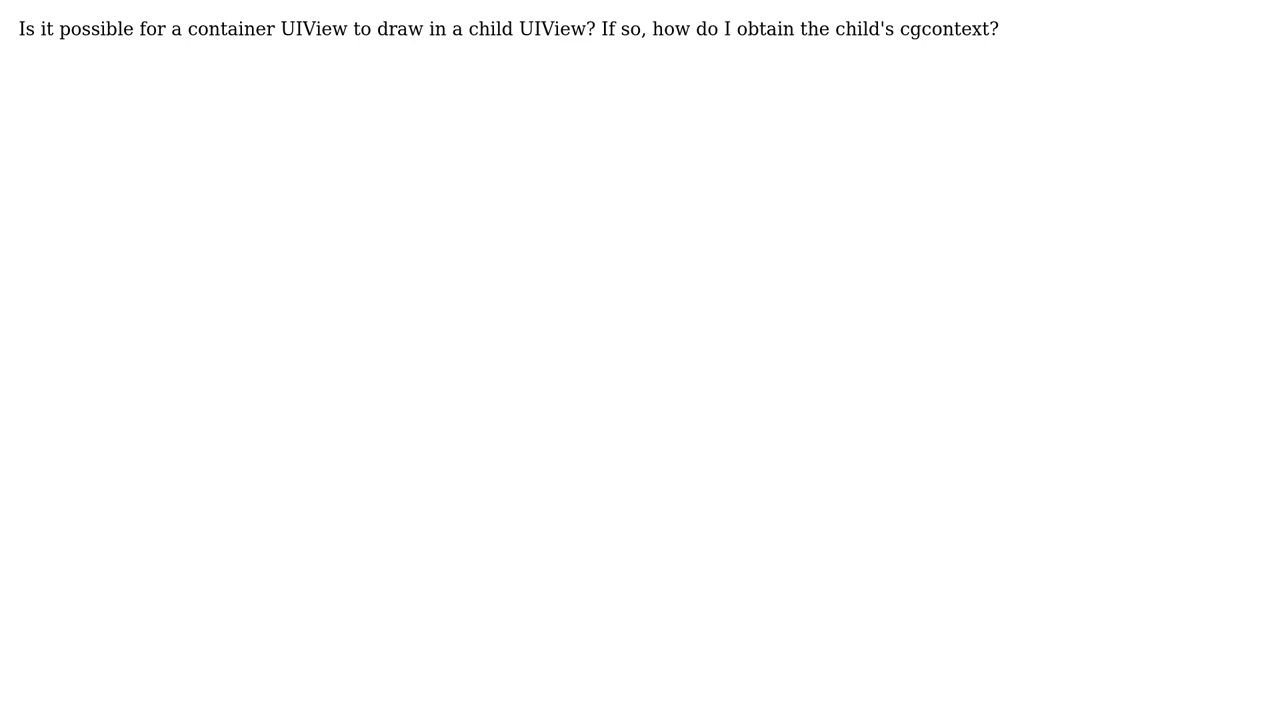 Is it possible for a container UIView to draw in a child UIView? If so, how do I obtain the child's cgcontext?